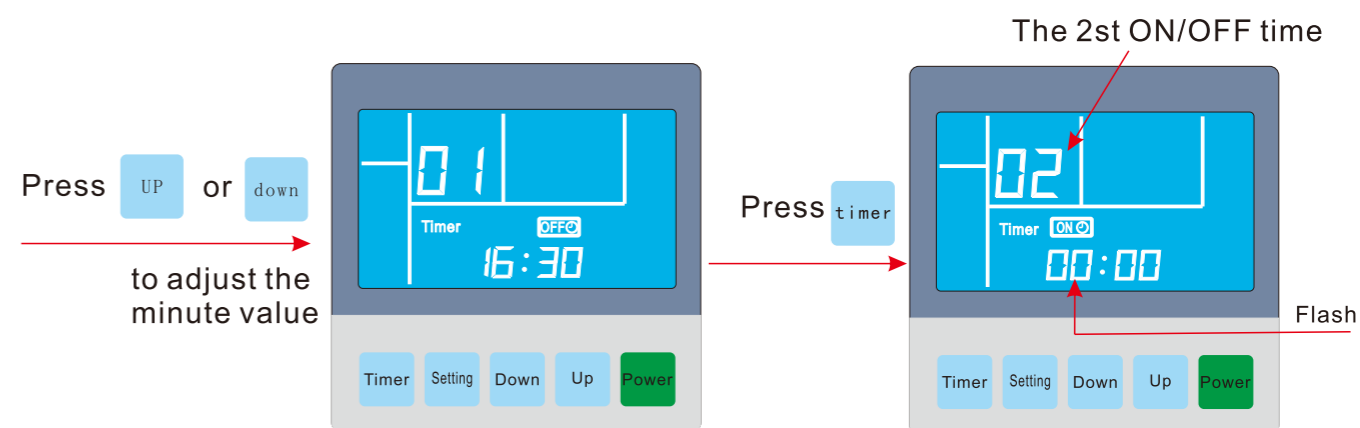 The 2st ON/OFF time
Press UP or down
to adjust the
minute value
01
Timer OFF
16:30
Timer Setting Down Up Power
Press timer
02
Timer ON
00:00
Flash
Timer Setting Down Up Power